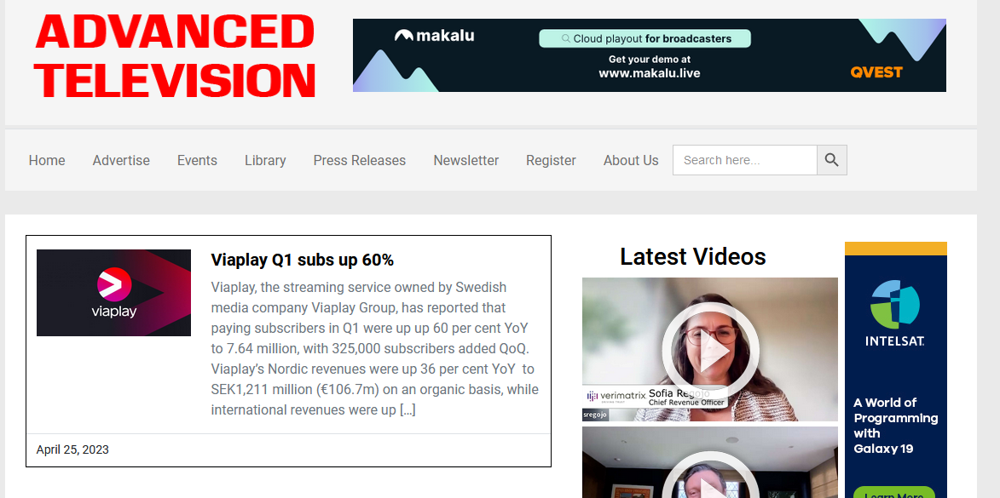 ADVANCED
TELEVISION
makalu
Cloud playout for broadcasters
Get your demo at
www.makalu.live
QVEST
Home
Advertise
Events
Library
Press Releases
Newsletter
Register
About Us
Search here...
viaplay
Viaplay Q1 subs up 60%
Viaplay, the streaming service owned by Swedish
media company Viaplay Group, has reported that
paying subscribers in Q1 were up up 60 per cent YoY
to 7.64 million, with 325,000 subscribers added QoQ.
Viaplay’s Nordic revenues were up 36 per cent YoY to
SEK1,211 million (€106.7m) on an organic basis, while
international revenues were up […]
April 25, 2023
Latest Videos
verimatrix
Sofia Regojo
Chief Revenue Officer
sregojo
INTELSAT
A World of
Programming
with
Galaxy 19
Learn More